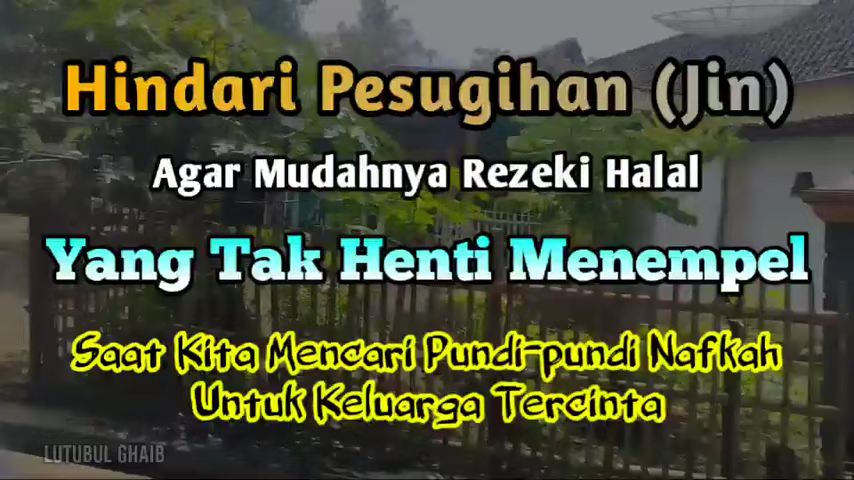 Hindari Pesugihan (Jin)
Agar Mudahnya Rezeki Halal
Yang Tak Henti Menempel
Saat Kita Mencari Pundi-pundi Nafkah
Untuk Keluarga Tercinta
LUTUBUL GHAIB